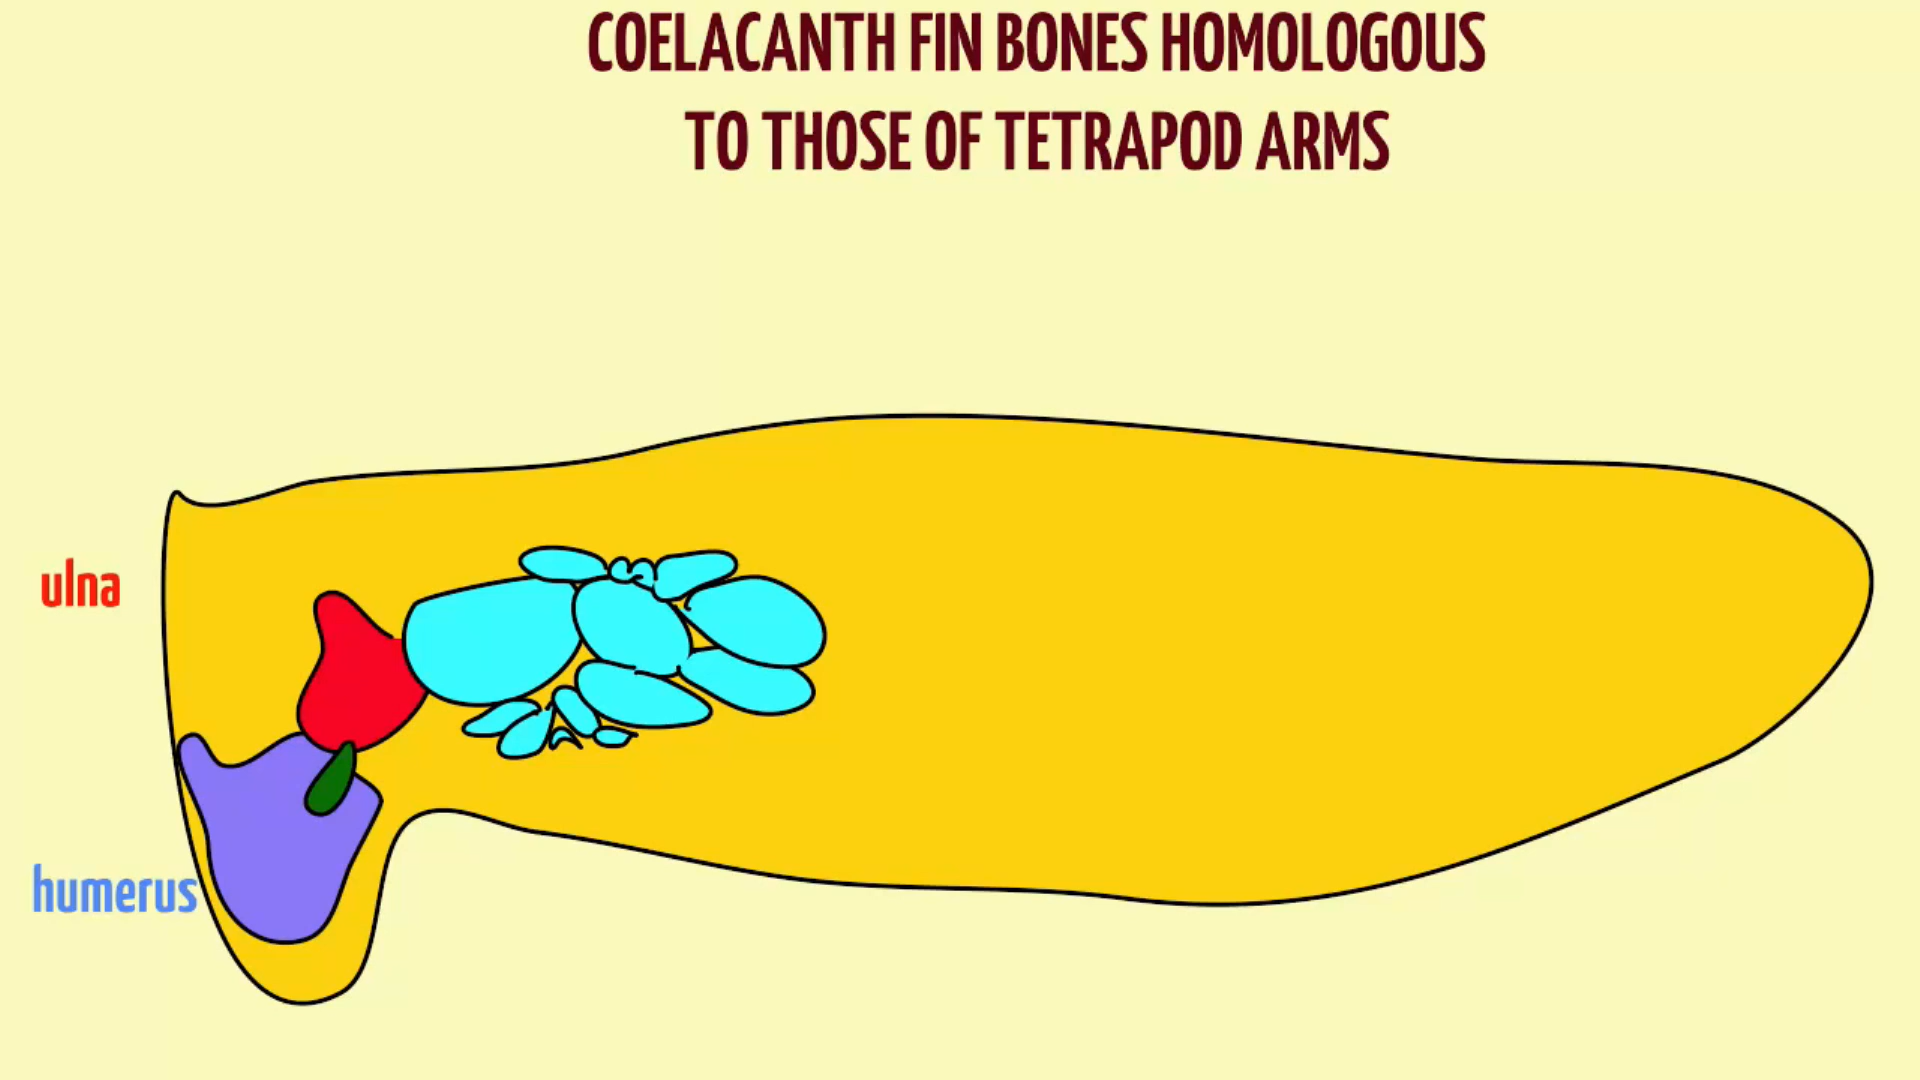 COELACANTH FIN BONES HOMOLOGOUS
TO THOSE OF TETRAPOD ARMS
ulna
humerus